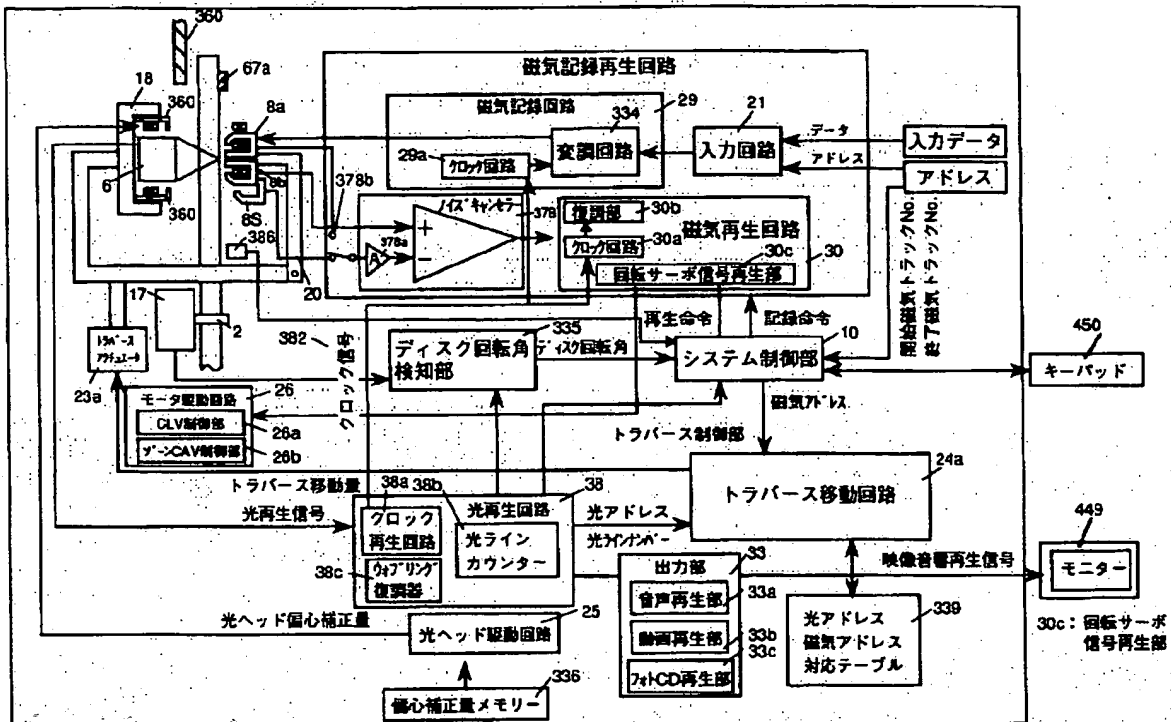 360
67a
18
360
8a
6
8b
360
8S
386
20
17
2
トラバース
アクチュエータ
23a
モータ駆動回路
26
CLV制御部
26a
ゾーンCAV制御部
26b
磁気記録再生回路
磁気記録回路
29
334
変調回路
29a
クロック回路
21
入力回路
データ
アドレス
入力データ
アドレス
378b
ノイズキャンセラ
378
378a
A
+
−
復調部
30b
磁気再生回路
クロック回路
30a
30c
回転サーボ信号再生部
30
開始磁気トラックNo.
終了磁気トラックNo.
382
クロック信号
335
ディスク回転角
検知部
ディスク回転角
再生命令
記録命令
10
システム制御部
450
キーパッド
磁気アドレス
トラバース制御部
24a
トラバース移動回路
トラバース移動量
光再生信号
38a
38b
38
光再生回路
クロック
再生回路
光ライン
カウンター
38c
ウォブリング
復調器
光アドレス
光ラインナンバー
33
出力部
音声再生部
33a
動画再生部
33b
33c
フォトCD再生部
映像音響再生信号
449
モニター
339
光アドレス
磁気アドレス
対応テーブル
30c：回転サーボ
信号再生部
光ヘッド偏心補正量
25
光ヘッド駆動回路
偏心補正量メモリー
336